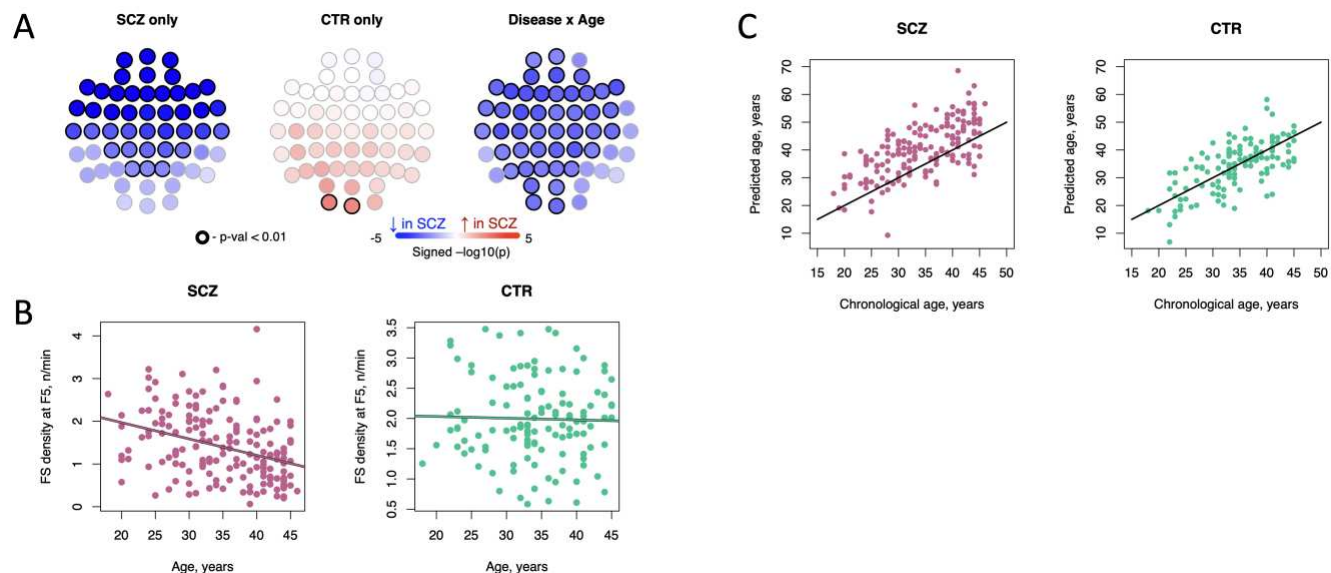 A
SCZ only
CTR only
Disease x Age
- p-val < 0.01
↓ in SCZ
↑ in SCZ
-5
5
Signed –log10(p)
B
SCZ
CTR
FS density at F5, n/min
4
3
2
1
0
20 25 30 35 40 45
Age, years
FS density at F5, n/min
3.5
3.0
2.5
2.0
1.5
1.0
0.5
20 25 30 35 40 45
Age, years
C
SCZ
CTR
Predicted age, years
70
60
50
40
30
20
10
15 20 25 30 35 40 45 50
Chronological age, years
Predicted age, years
70
60
50
40
30
20
10
15 20 25 30 35 40 45 50
Chronological age, years